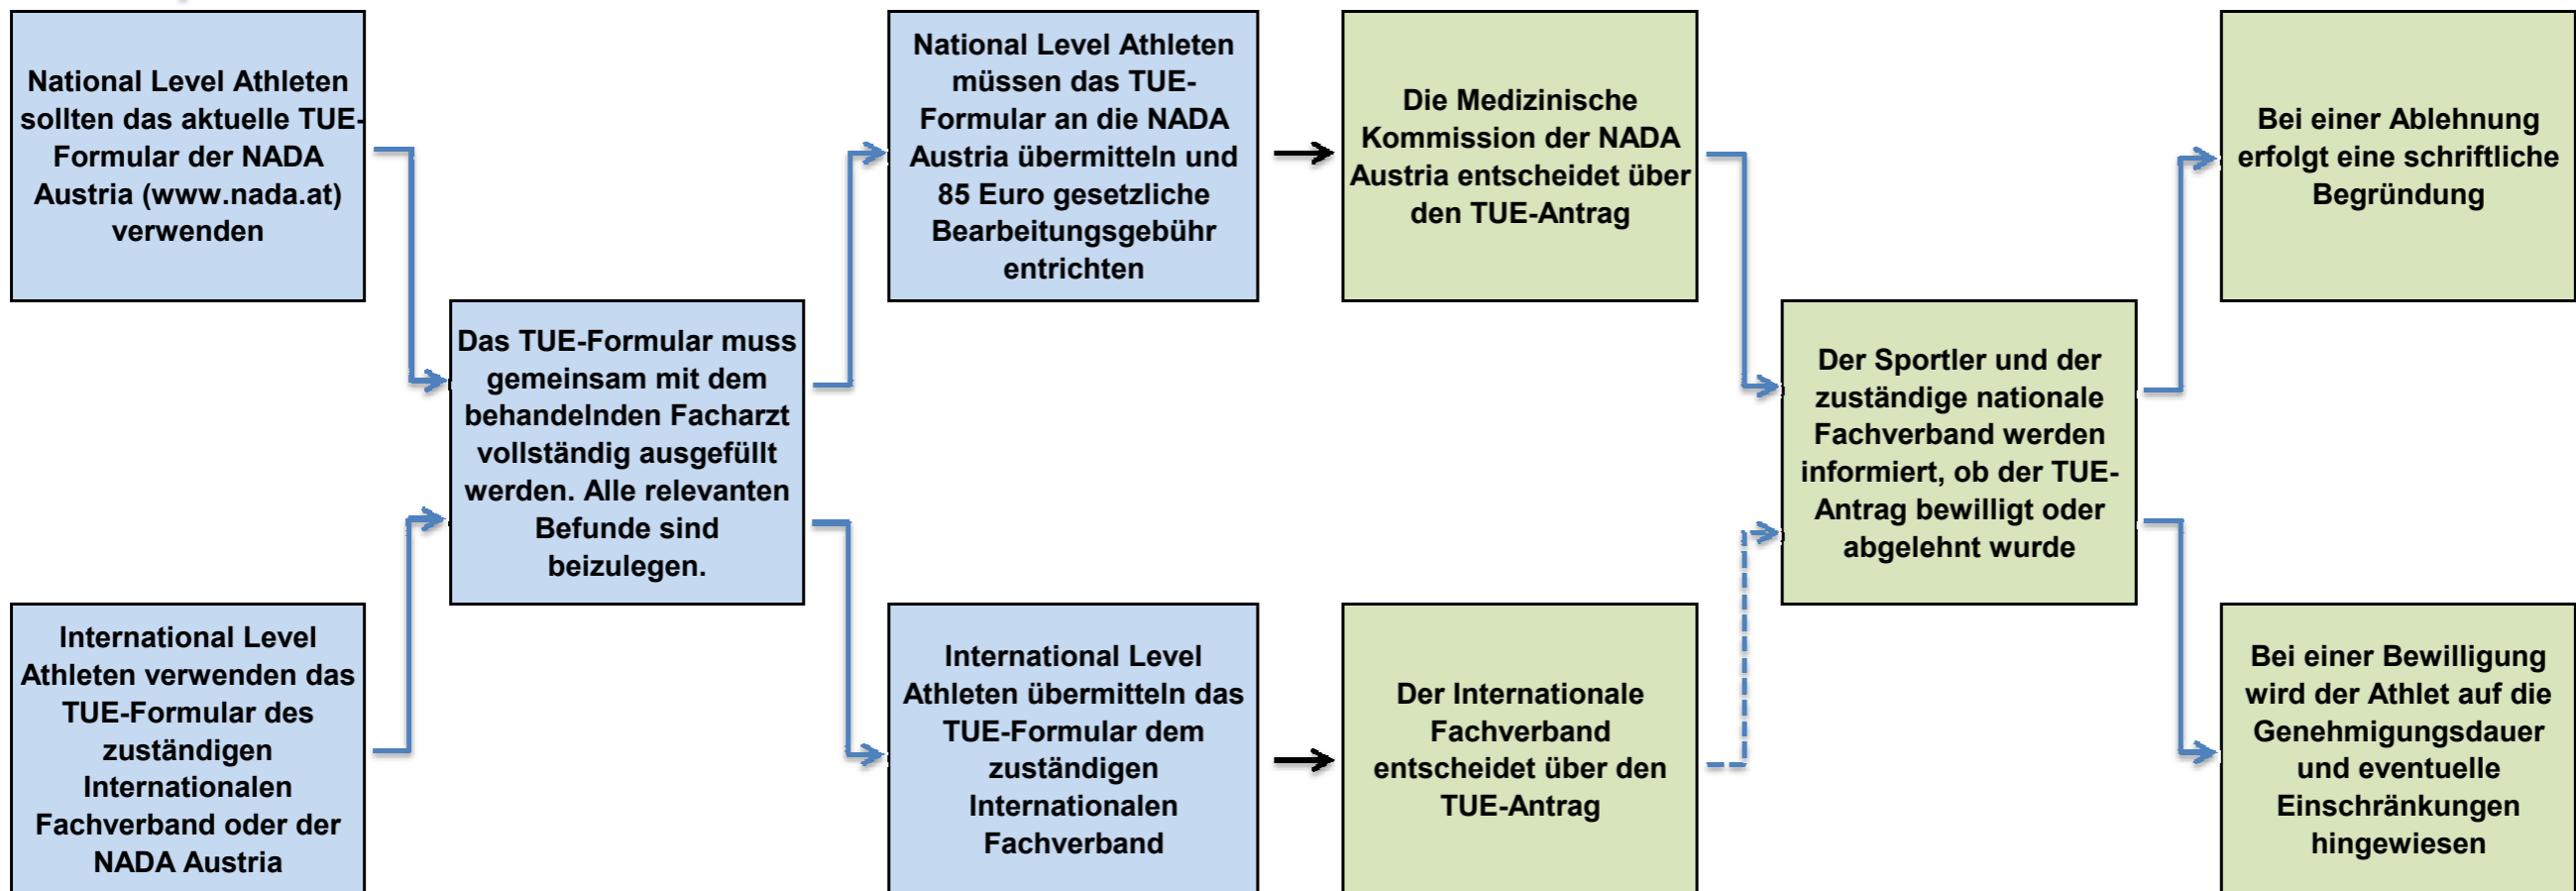 National Level Athleten
sollten das aktuelle TUE-
Formular der NADA
Austria (www.nada.at)
verwenden
International Level
Athleten verwenden das
TUE-Formular des
zuständigen
Internationalen
Fachverband oder der
NADA Austria
Das TUE-Formular muss
gemeinsam mit dem
behandelnden Facharzt
vollständig ausgefüllt
werden. Alle relevanten
Befunde sind
beizulegen.
National Level Athleten
müssen das TUE-
Formular an die NADA
Austria übermitteln und
85 Euro gesetzliche
Bearbeitungsgebühr
entrichten
International Level
Athleten übermitteln das
TUE-Formular dem
zuständigen
Internationalen
Fachverband
Die Medizinische
Kommission der NADA
Austria entscheidet über
den TUE-Antrag
Der Internationale
Fachverband
entscheidet über den
TUE-Antrag
Der Sportler und der
zuständige nationale
Fachverband werden
informiert, ob der TUE-
Antrag bewilligt oder
abgelehnt wurde
Bei einer Ablehnung
erfolgt eine schriftliche
Begründung
Bei einer Bewilligung
wird der Athlet auf die
Genehmigungsdauer
und eventuelle
Einschränkungen
hingewiesen